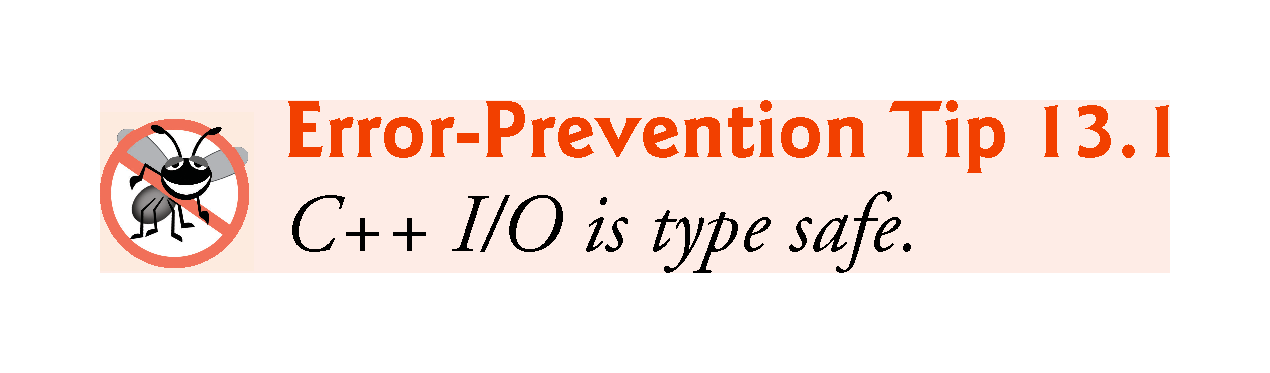 Error-Prevention Tip 13.1
C++ I/O is type safe.